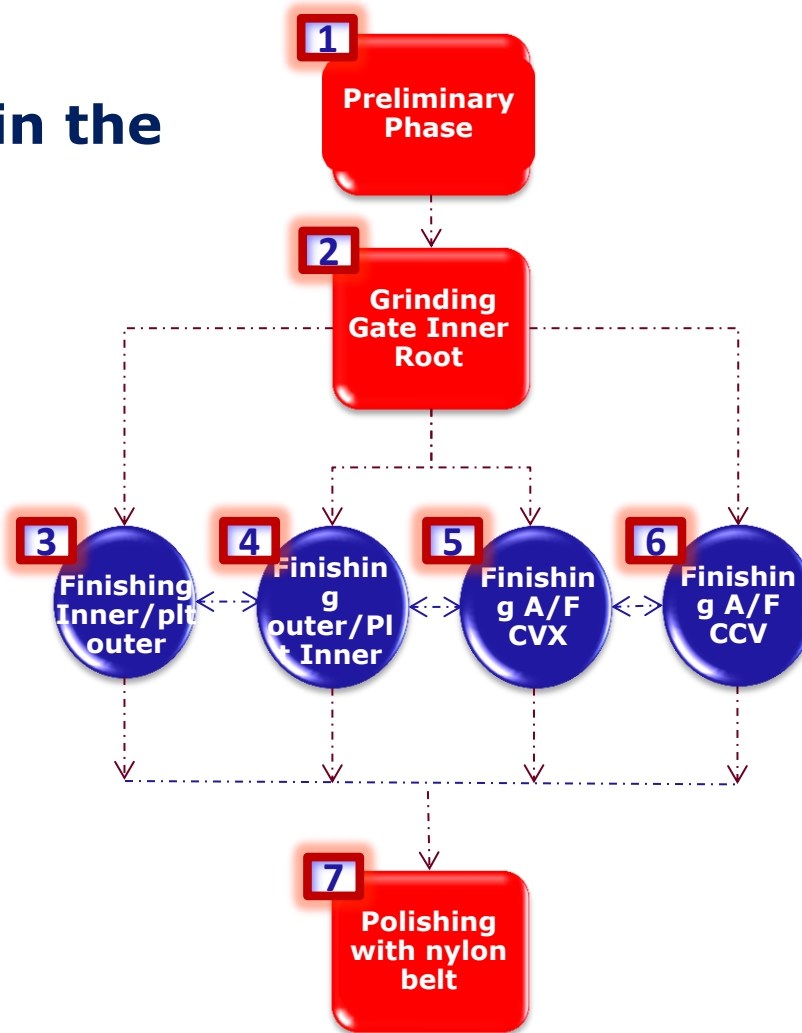 in the
1
Preliminary
Phase
2
Grinding
Gate Inner
Root
3
Finishing
Inner/plt
outer
4
Finishin
g
outer/Pl
t Inner
5
Finishin
g A/F
CVX
6
Finishin
g A/F
CCV
7
Polishing
with nylon
belt